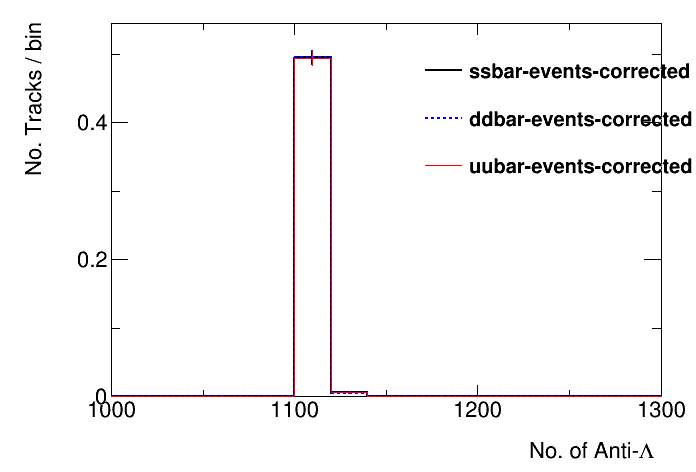 No. Tracks / bin
ssbar-events-corrected
ddbar-events-corrected
uubar-events-corrected
0.4
0.2
0
1000 1100 1200 1300
No. of Anti-Λ